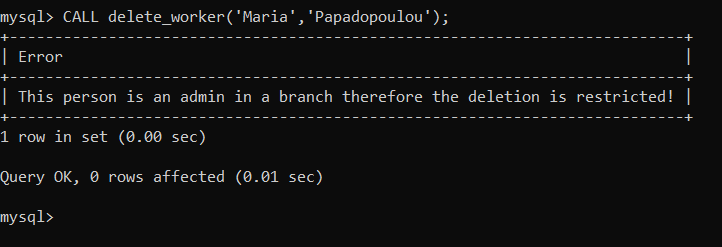 mysql> CALL delete_worker('Maria','Papadopoulou');
+-----------------------------------------------------------------------+
| Error                                                                 |
+-----------------------------------------------------------------------+
| This person is an admin in a branch therefore the deletion is restricted! |
+-----------------------------------------------------------------------+
1 row in set (0.00 sec)
Query OK, 0 rows affected (0.01 sec)
mysql>